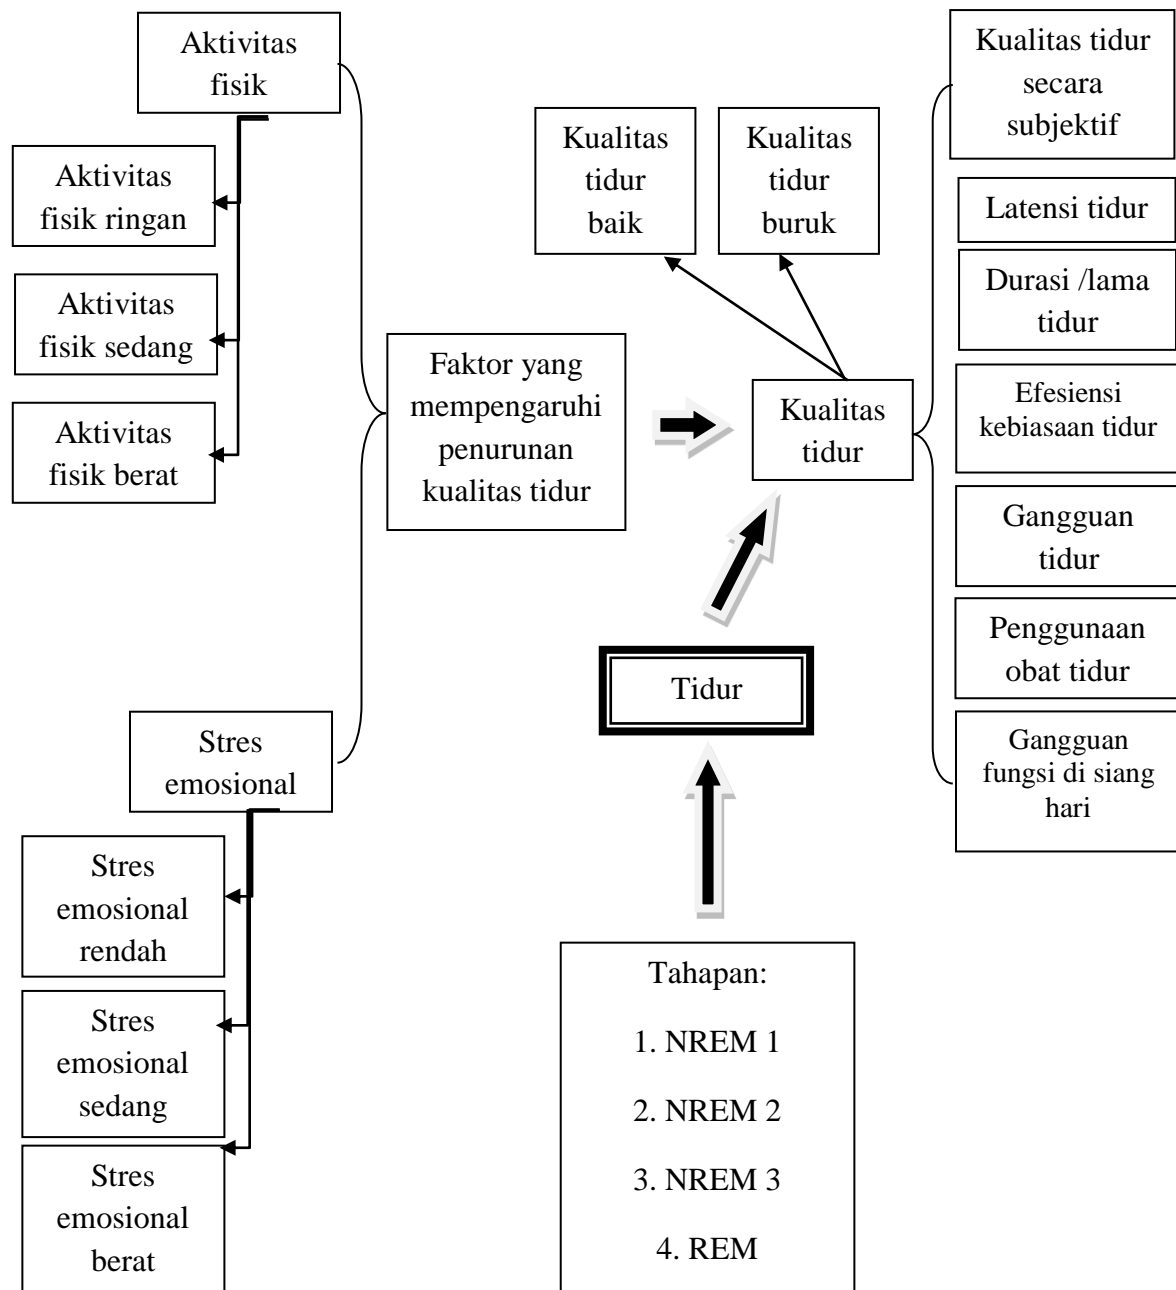 Aktivitas
fisik
Aktivitas
fisik ringan
Aktivitas
fisik sedang
Aktivitas
fisik berat
Faktor yang
mempengaruhi
penurunan
kualitas tidur
Stres
emosional
Stres
emosional
rendah
Stres
emosional
sedang
Stres
emosional
berat
Kualitas
tidur
baik
Kualitas
tidur
buruk
Kualitas
tidur
Tidur
Tahapan:
1. NREM 1
2. NREM 2
3. NREM 3
4. REM
Kualitas tidur
secara
subjektif
Latensi tidur
Durasi /lama
tidur
Efesiensi
kebiasaan tidur
Gangguan
tidur
Penggunaan
obat tidur
Gangguan
fungsi di siang
hari